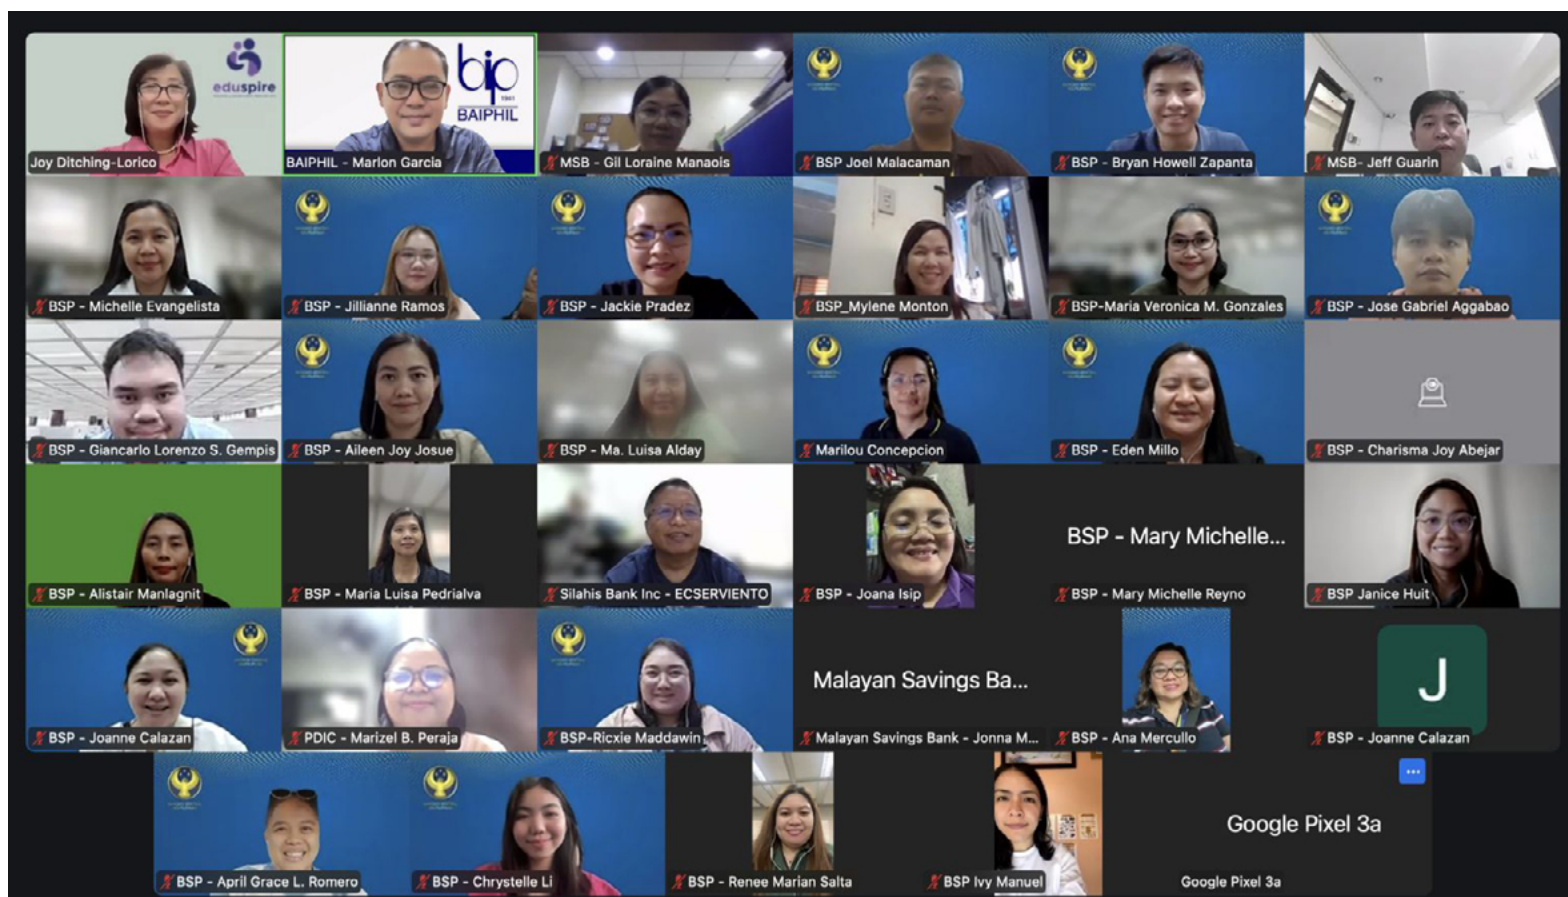 eduspire
Joy Ditching-Lorico
bip
1941
BAIPHIL
BAIPHIL - Marlon Garcia
MSB - Gil Loraine Manaois
BSP Joel Malacaman
BSP - Bryan Howell Zapanta
MSB- Jeff Guarin
BSP - Michelle Evangelista
BSP - Jillianne Ramos
BSP - Jackie Pradez
BSP_Mylene Monton
BSP-Maria Veronica M. Gonzales
BSP - Jose Gabriel Aggabao
BSP - Giancarlo Lorenzo S. Gempis
BSP - Aileen Joy Josue
BSP - Ma. Luisa Alday
Marilou Concepcion
BSP - Eden Millo
BSP - Charisma Joy Abejar
BSP - Alistair Manlagnit
BSP - Maria Luisa Pedrialva
Silahis Bank Inc - ECSERVIENTO
BSP - Joana Isip
BSP - Mary Michelle...
BSP - Mary Michelle Reyno
BSP Janice Huit
BSP - Joanne Calazan
PDIC - Marizel B. Peraja
BSP-Ricxie Maddawin
Malayan Savings Ba...
Malayan Savings Bank - Jonna M...
BSP - Ana Mercullo
J
BSP - Joanne Calazan
BSP - April Grace L. Romero
BSP - Chrystelle Li
BSP - Renee Marian Salta
BSP Ivy Manuel
Google Pixel 3a
Google Pixel 3a